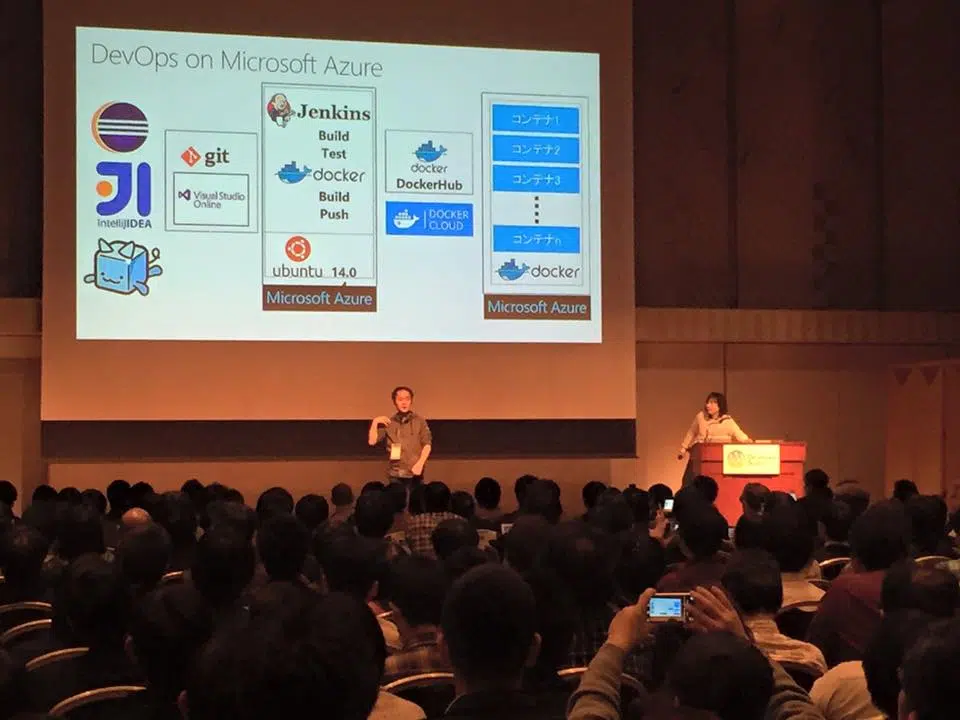 DevOps on Microsoft Azure
IntelliJIDEA
git
Visual Studio
Online
Jenkins
Build
Test
docker
Build
Push
ubuntu 14.0
Microsoft Azure
docker
DockerHub
DOCKER
CLOUD
コンテナ1
コンテナ2
コンテナ3
コンテナn
docker
Microsoft Azure